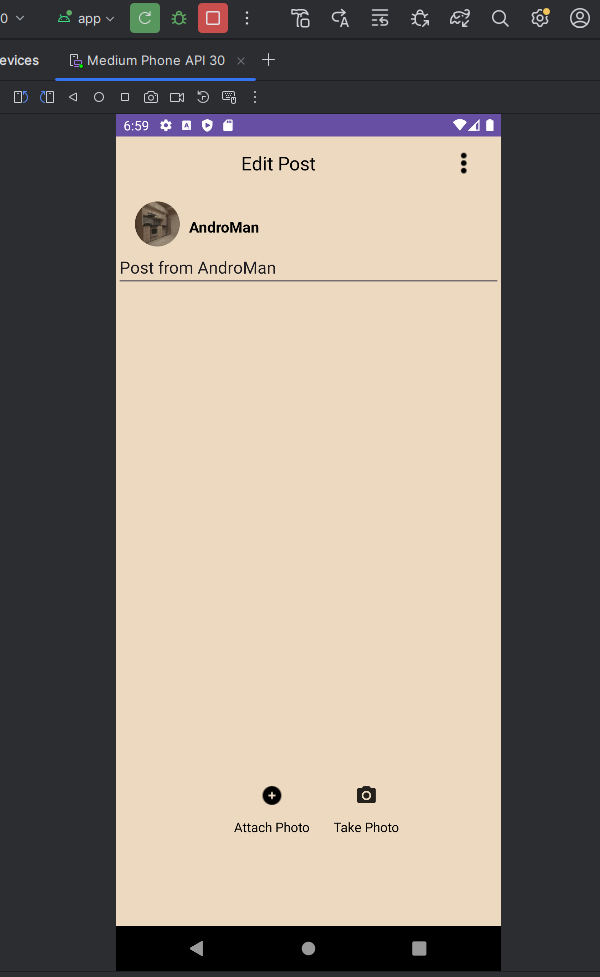 0 app
evices Medium Phone API 30
6:59
Edit Post
AndroMan
Post from AndroMan
Attach Photo Take Photo